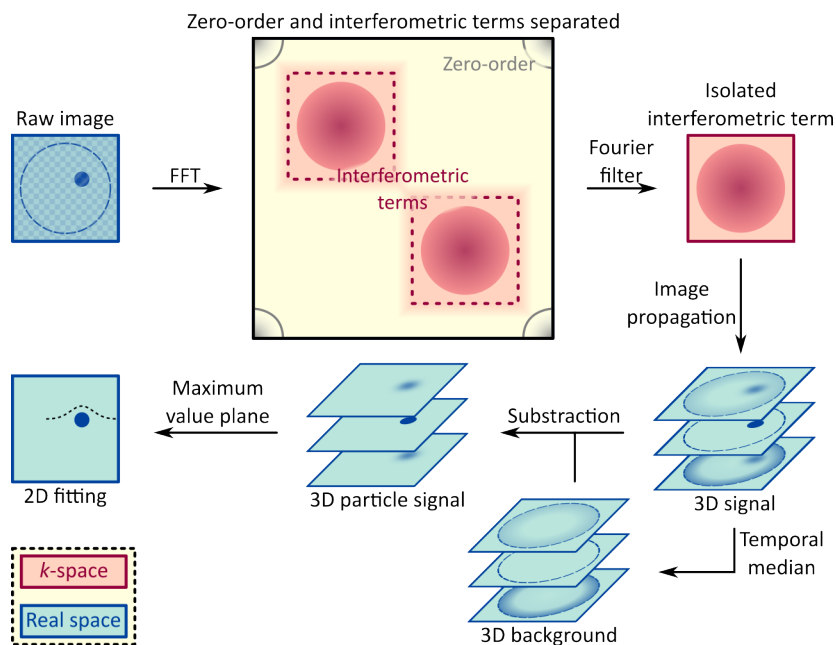 Zero-order and interferometric terms separated
Zero-order
Raw image
FFT
Interferometric
terms
Fourier
filter
Isolated
interferometric term
Image
propagation
Maximum
value plane
Substraction
2D fitting
3D particle signal
3D signal
Temporal
median
3D background
k-space
Real space